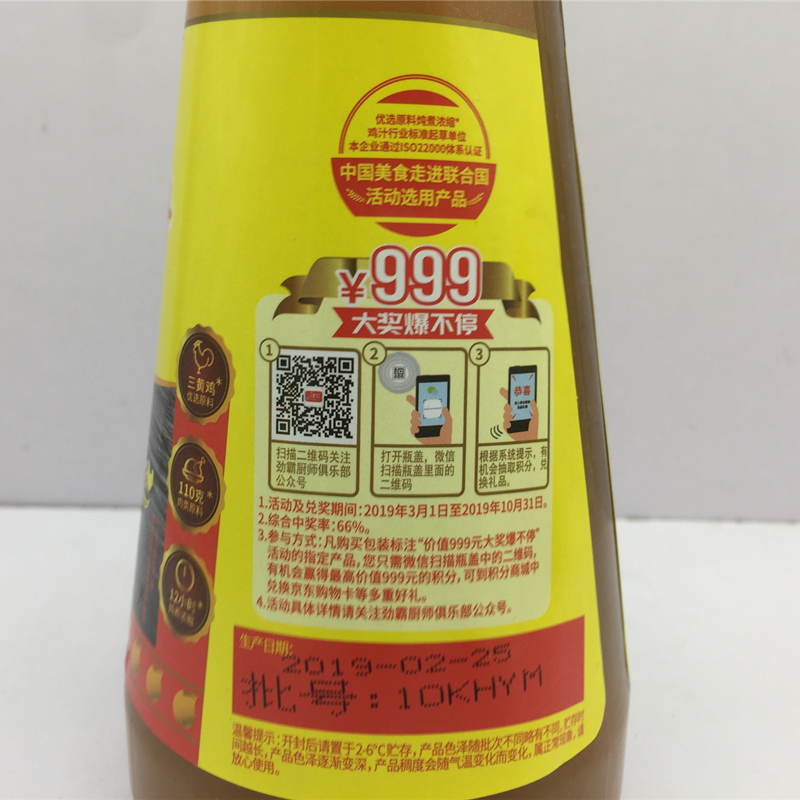 优选原料炖煮浓缩*
鸡汁行业标准起草单位
本企业通过ISO22000体系认证
中国美食走进联合国
活动选用产品
¥999
大奖爆不停
1
扫描二维码关注
劲霸厨师俱乐部
公众号
2
打开瓶盖，微信
扫描瓶盖里面的
二维码
3
恭喜
根据系统提示，有
机会抽取积分，兑
换礼品。
1.活动及兑奖期间：2019年3月1日至2019年10月31日。
2.综合中奖率：66%。
3.参与方式：凡购买包装标注“价值999元大奖爆不停”
活动的指定产品，您只需微信扫描瓶盖中的二维码，
有机会赢得最高价值999元的积分，可到积分商城中
兑换京东购物卡等多重好礼。
4.活动具体详情请关注劲霸厨师俱乐部公众号。
三黄鸡*
优选原料
110克*
肉类原料
12小时*
生产日期：
2019-02-25
批号：10KHYM
温馨提示：开封后请置于2-6℃贮存，产品色泽随批次不同略有不同，贮存时
间越长，产品色泽逐渐变深，产品稠度会随气温变化而变化，属正常现象，请
放心使用。